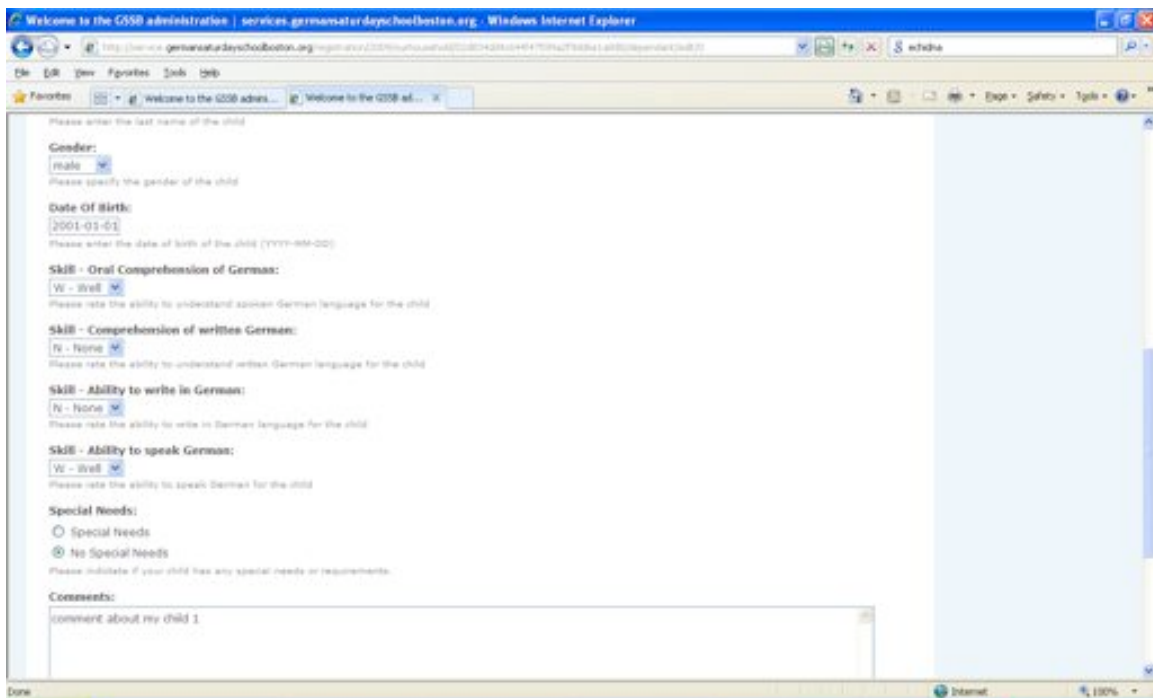 Welcome to the GSSB administration | services.germansaturdayschoolboston.org - Windows Internet Explorer
germansaturdayschoolboston.org
echidna
File Edit View Favorites Tools Help
Favorites Welcome to the GSSB admini... Welcome to the GSSB ad... X Page Safety Tools
Please enter the last name of the child
Gender:
male
Please specify the gender of the child
Date Of Birth:
2001-01-01
Please enter the date of birth of the child (YYYY-MM-DD)
Skill - Oral Comprehension of German:
W - Well
Please rate the ability to understand spoken German language for the child
Skill - Comprehension of written German:
N - None
Please rate the ability to understand written German language for the child
Skill - Ability to write in German:
N - None
Please rate the ability to write in German language for the child
Skill - Ability to speak German:
W - Well
Please rate the ability to speak German for the child
Special Needs:
Special Needs
No Special Needs
Please indidate if your child has any special needs or requirements.
Comments:
comment about my child 1
Done Internet 100%